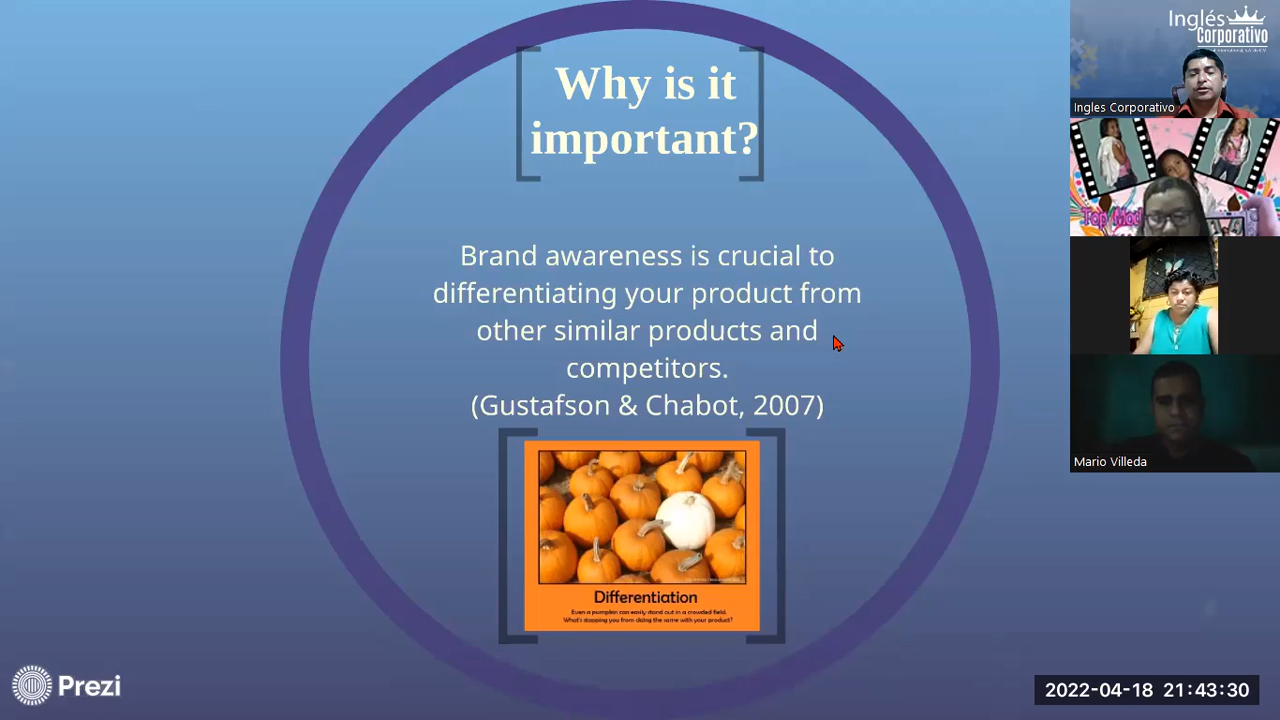 Why is it
important?
Brand awareness is crucial to
differentiating your product from
other similar products and
competitors.
(Gustafson & Chabot, 2007)
Differentiation
Even a pumpkin can easily stand out in a crowded field.
What's stopping you from doing the same with your product?
Prezi
Inglés
Corporativo
Ingles Corporativo
Top Mod
Mario Villeda
2022-04-18 21:43:30